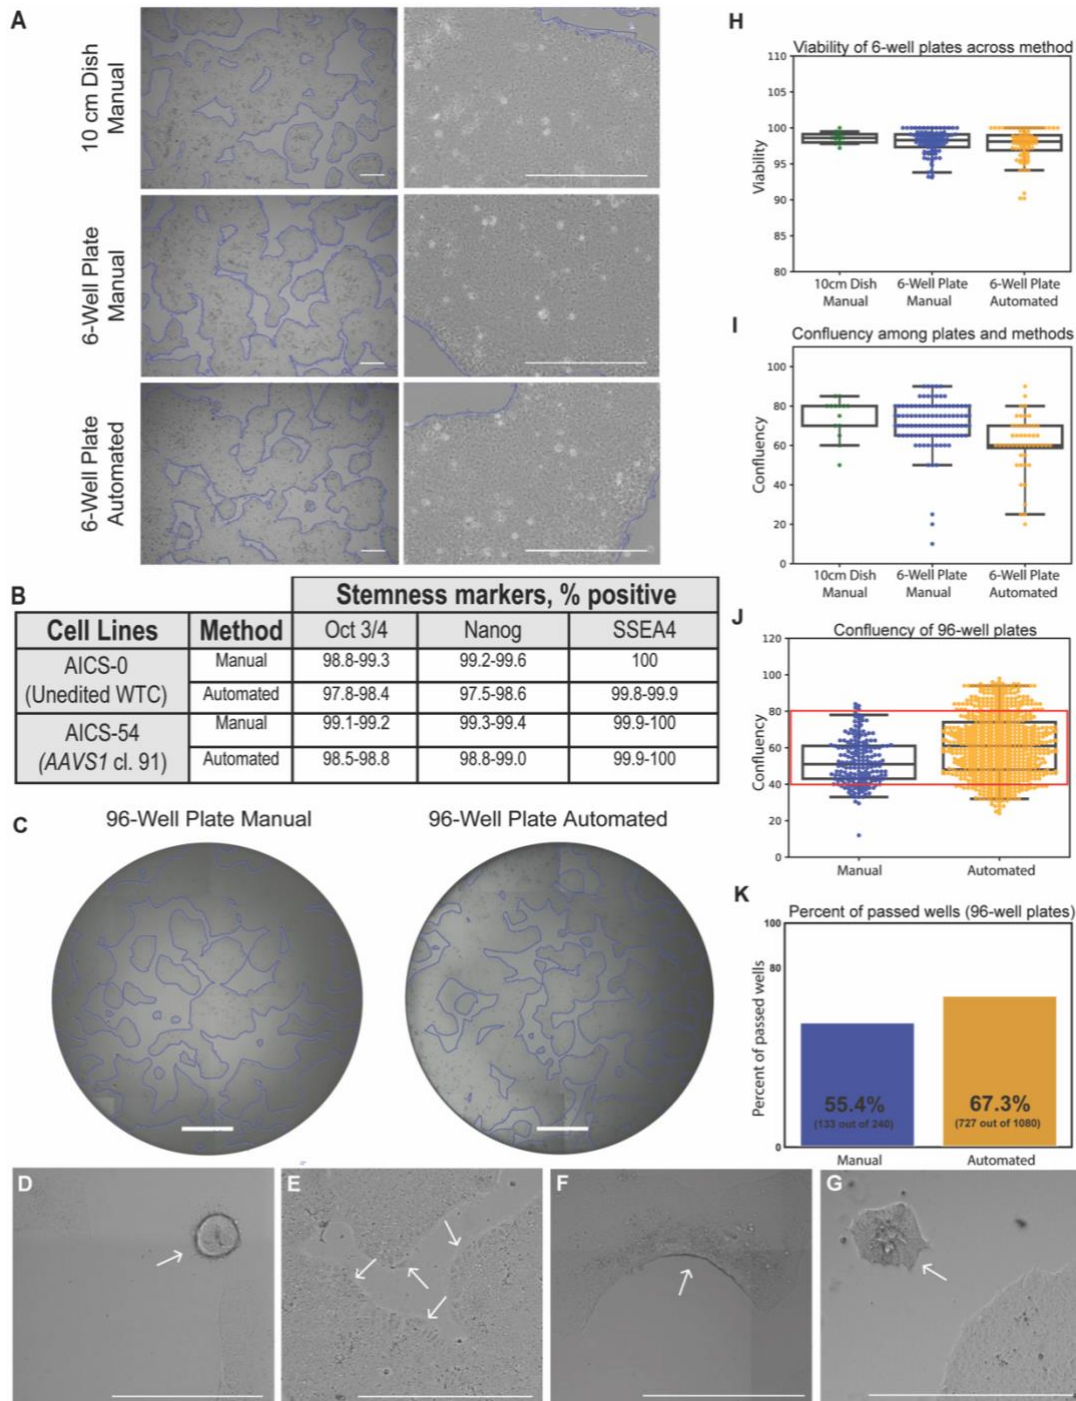 A
10 cm Dish
Manual
6-Well Plate
Manual
6-Well Plate
Automated
B
Stemness markers, % positive
Cell Lines Method Oct 3/4 Nanog SSEA4
AICS-0
(Unedited WTC)
Manual 98.8-99.3 99.2-99.6 100
Automated 97.8-98.4 97.5-98.6 99.8-99.9
AICS-54
(AAVS1 cl. 91)
Manual 99.1-99.2 99.3-99.4 99.9-100
Automated 98.5-98.8 98.8-99.0 99.9-100
C
96-Well Plate Manual
96-Well Plate Automated
D
E
F
G
H
Viability of 6-well plates across method
Viability
110
105
100
95
90
85
80
10cm Dish
Manual
6-Well Plate
Manual
6-Well Plate
Automated
I
Confluency among plates and methods
Confluency
100
80
60
40
20
0
10cm Dish
Manual
6-Well Plate
Manual
6-Well Plate
Automated
J
Confluency of 96-well plates
Confluency
120
100
80
60
40
20
0
Manual
Automated
K
Percent of passed wells (96-well plates)
Percent of passed wells
100
80
0
55.4%
(133 out of 240)
67.3%
(727 out of 1080)
Manual
Automated